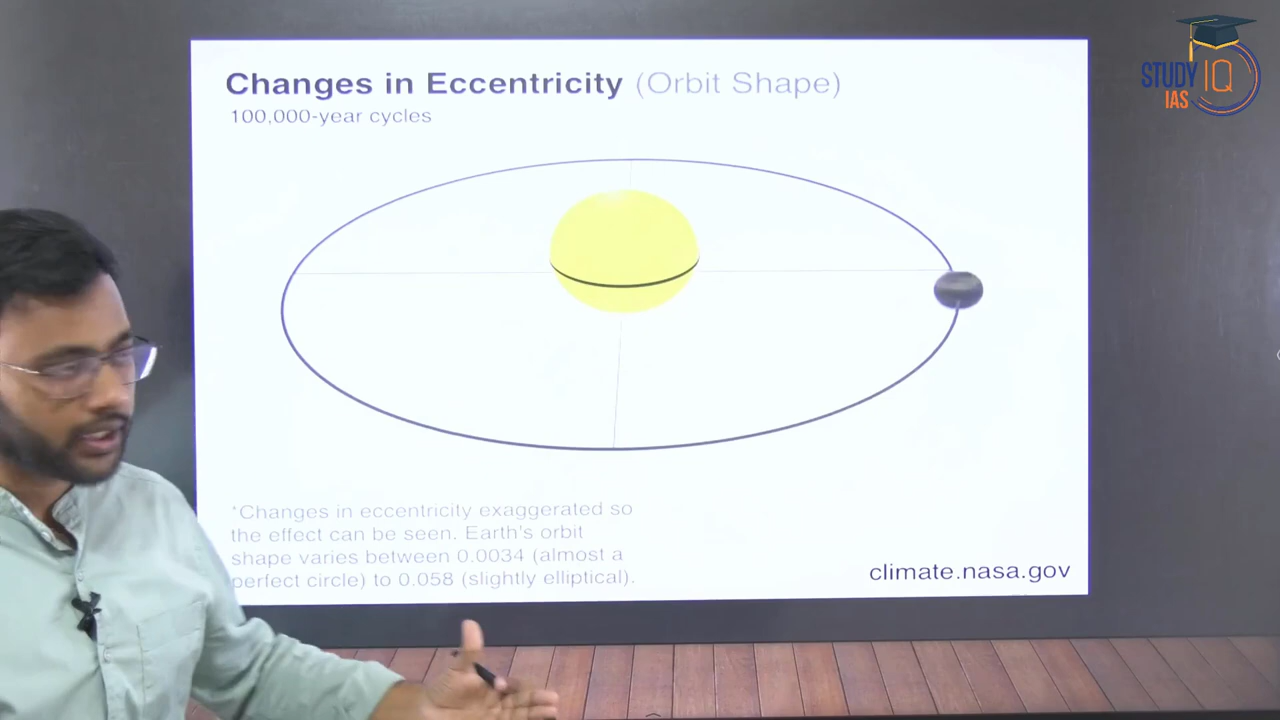 Changes in Eccentricity (Orbit Shape)
100,000-year cycles
*Changes in eccentricity exaggerated so
the effect can be seen. Earth's orbit
shape varies between 0.0034 (almost a
perfect circle) to 0.058 (slightly elliptical).
climate.nasa.gov
STUDY IQ
IAS